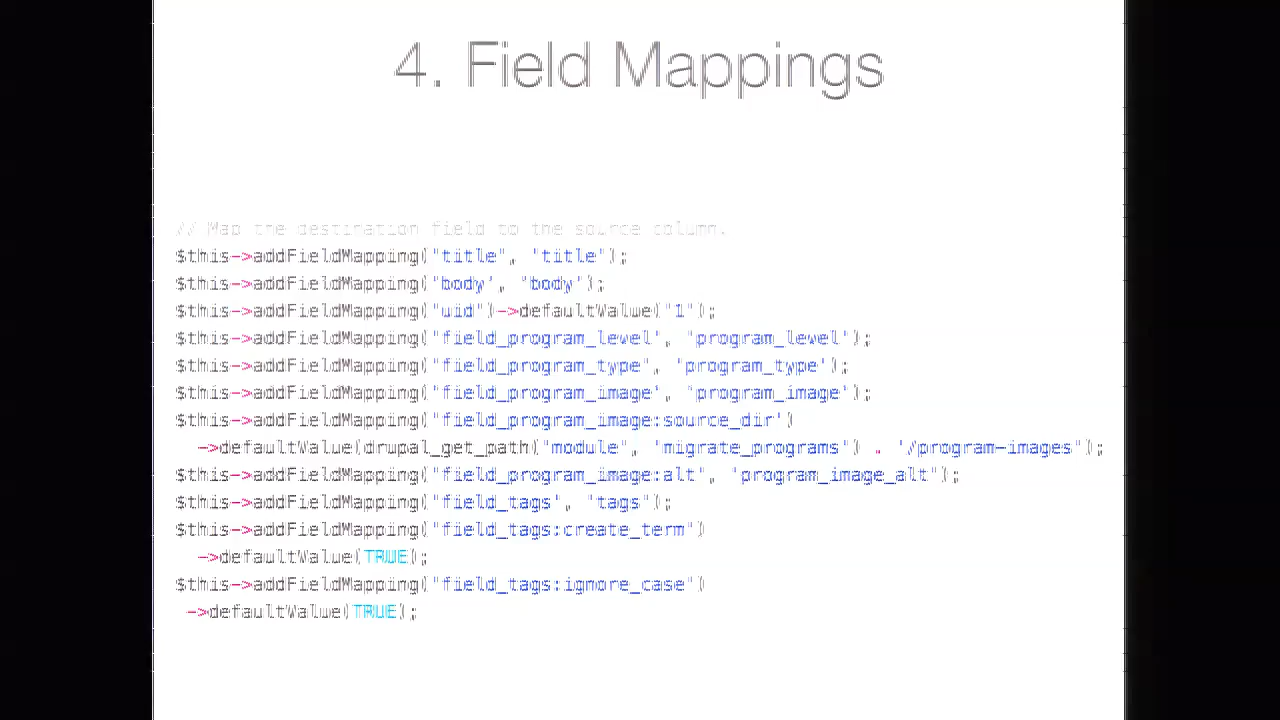 4. Field Mappings
// Map the destination field to the source column.
$this->addFieldMapping("title", "title");
$this->addFieldMapping("body", "body");
$this->addFieldMapping("uid")->defaultValue("1");
$this->addFieldMapping("field_program_level", "program_level");
$this->addFieldMapping("field_program_type", "program_type");
$this->addFieldMapping("field_program_image", "program_image");
$this->addFieldMapping("field_program_image:source_dir")
->defaultValue(drupal_get_path("module", "migrate_programs") . "/program-images");
$this->addFieldMapping("field_program_image:alt", "program_image_alt");
$this->addFieldMapping("field_tags", "tags");
$this->addFieldMapping("field_tags:create_term")
->defaultValue(TRUE);
$this->addFieldMapping("field_tags:ignore_case")
->defaultValue(TRUE);